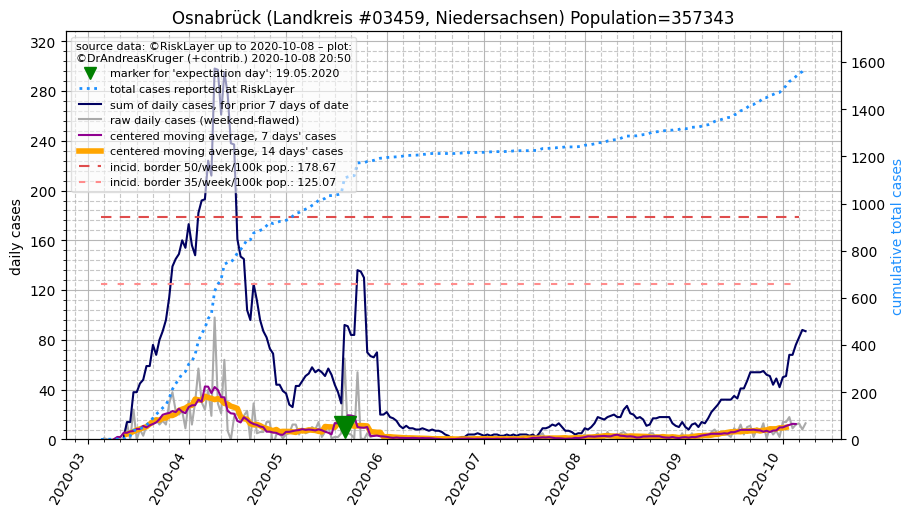 Osnabrück (Landkreis #03459, Niedersachsen) Population=357343
source data: ©RiskLayer up to 2020-10-08 – plot:
©DrAndreasKruger (+contrib.) 2020-10-08 20:50
marker for 'expectation day': 19.05.2020
total cases reported at RiskLayer
sum of daily cases, for prior 7 days of date
raw daily cases (weekend-flawed)
centered moving average, 7 days' cases
centered moving average, 14 days' cases
incid. border 50/week/100k pop.: 178.67
incid. border 35/week/100k pop.: 125.07
daily cases
320
280
240
200
160
120
80
40
0
1600
1400
1200
1000
800
600
400
200
0
cumulative total cases
2020-03
2020-04
2020-05
2020-06
2020-07
2020-08
2020-09
2020-10